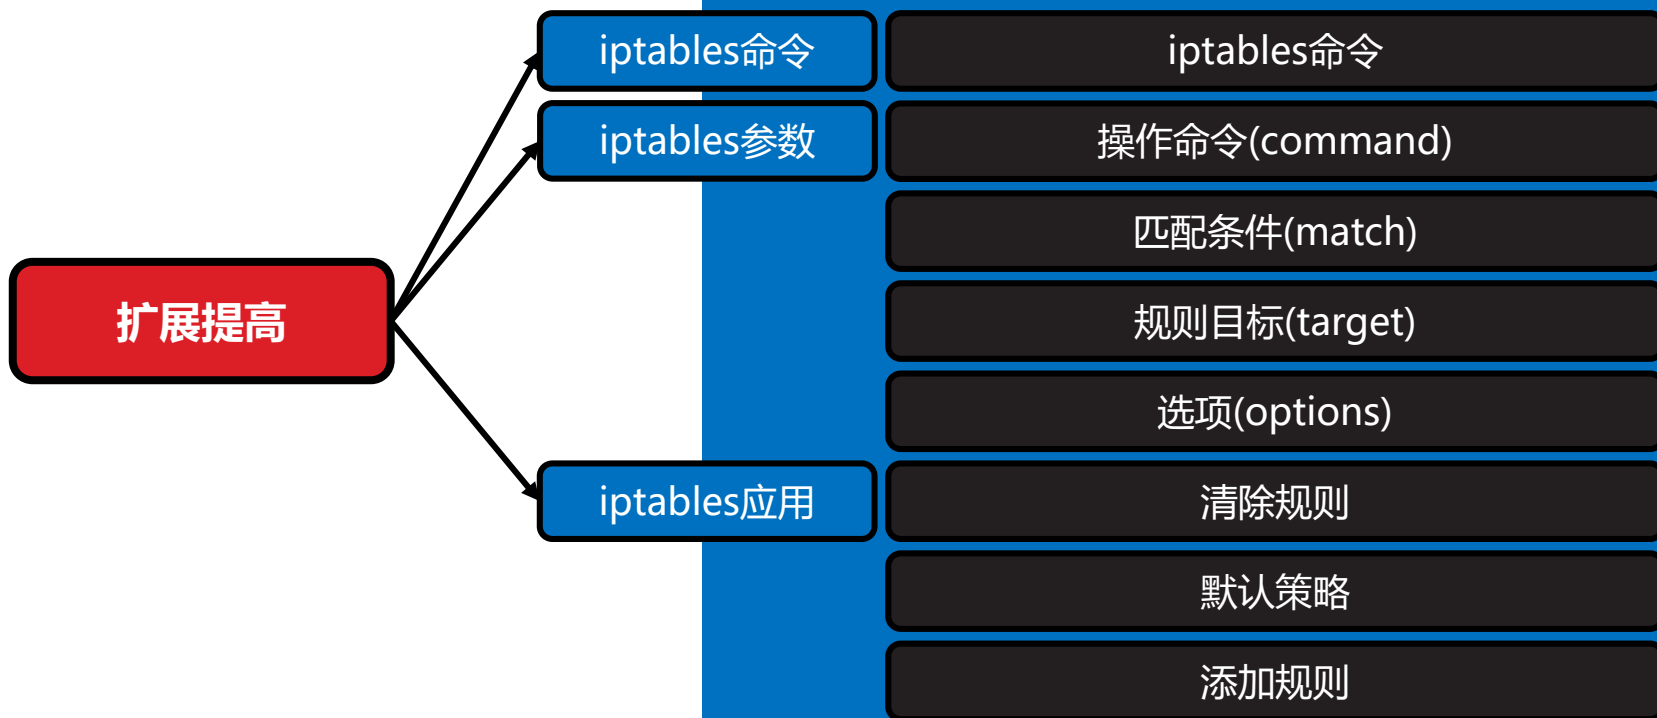 iptables命令
iptables命令
iptables参数
操作命令(command)
匹配条件(match)
扩展提高
规则目标(target)
选项(options)
iptables应用
清除规则
默认策略
添加规则